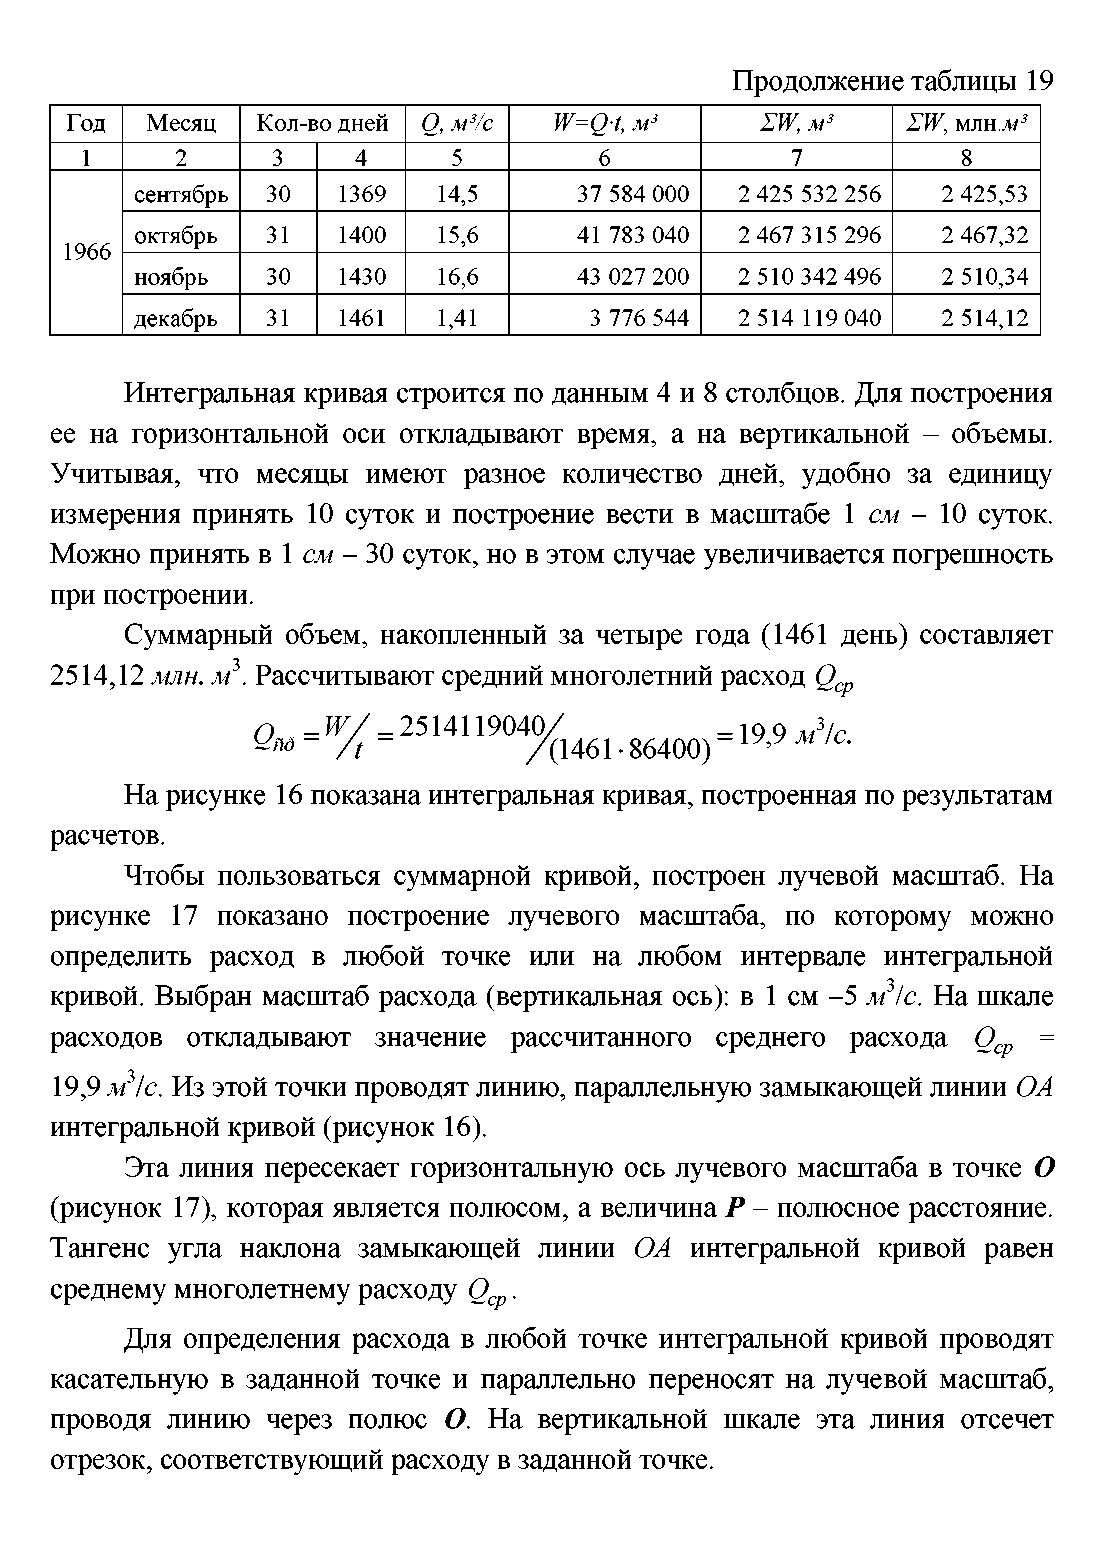 Продолжение таблицы 19
Год Месяц Кол-во дней Q, м³/с W=Q·t, м³ ΣW, м³ ΣW, млн.м³
1 2 3 4 5 6 7 8
1966
сентябрь 30 1369 14,5 37 584 000 2 425 532 256 2 425,53
октябрь 31 1400 15,6 41 783 040 2 467 315 296 2 467,32
ноябрь 30 1430 16,6 43 027 200 2 510 342 496 2 510,34
декабрь 31 1461 1,41 3 776 544 2 514 119 040 2 514,12
Интегральная кривая строится по данным 4 и 8 столбцов. Для построения
ее на горизонтальной оси откладывают время, а на вертикальной – объемы.
Учитывая, что месяцы имеют разное количество дней, удобно за единицу
измерения принять 10 суток и построение вести в масштабе 1 см – 10 суток.
Можно принять в 1 см – 30 суток, но в этом случае увеличивается погрешность
при построении.
Суммарный объем, накопленный за четыре года (1461 день) составляет
2514,12 млн. м³. Рассчитывают средний многолетний расход Qср
Qйд = W/t = 2514119040/(1461·86400) = 19,9 м³/с.
На рисунке 16 показана интегральная кривая, построенная по результатам
расчетов.
Чтобы пользоваться суммарной кривой, построен лучевой масштаб. На
рисунке 17 показано построение лучевого масштаба, по которому можно
определить расход в любой точке или на любом интервале интегральной
кривой. Выбран масштаб расхода (вертикальная ось): в 1 см –5 м³/с. На шкале
расходов откладывают значение рассчитанного среднего расхода Qср =
19,9 м³/с. Из этой точки проводят линию, параллельную замыкающей линии OA
интегральной кривой (рисунок 16).
Эта линия пересекает горизонтальную ось лучевого масштаба в точке O
(рисунок 17), которая является полюсом, а величина P – полюсное расстояние.
Тангенс угла наклона замыкающей линии OA интегральной кривой равен
среднему многолетнему расходу Qср .
Для определения расхода в любой точке интегральной кривой проводят
касательную в заданной точке и параллельно переносят на лучевой масштаб,
проводя линию через полюс O. На вертикальной шкале эта линия отсечет
отрезок, соответствующий расходу в заданной точке.